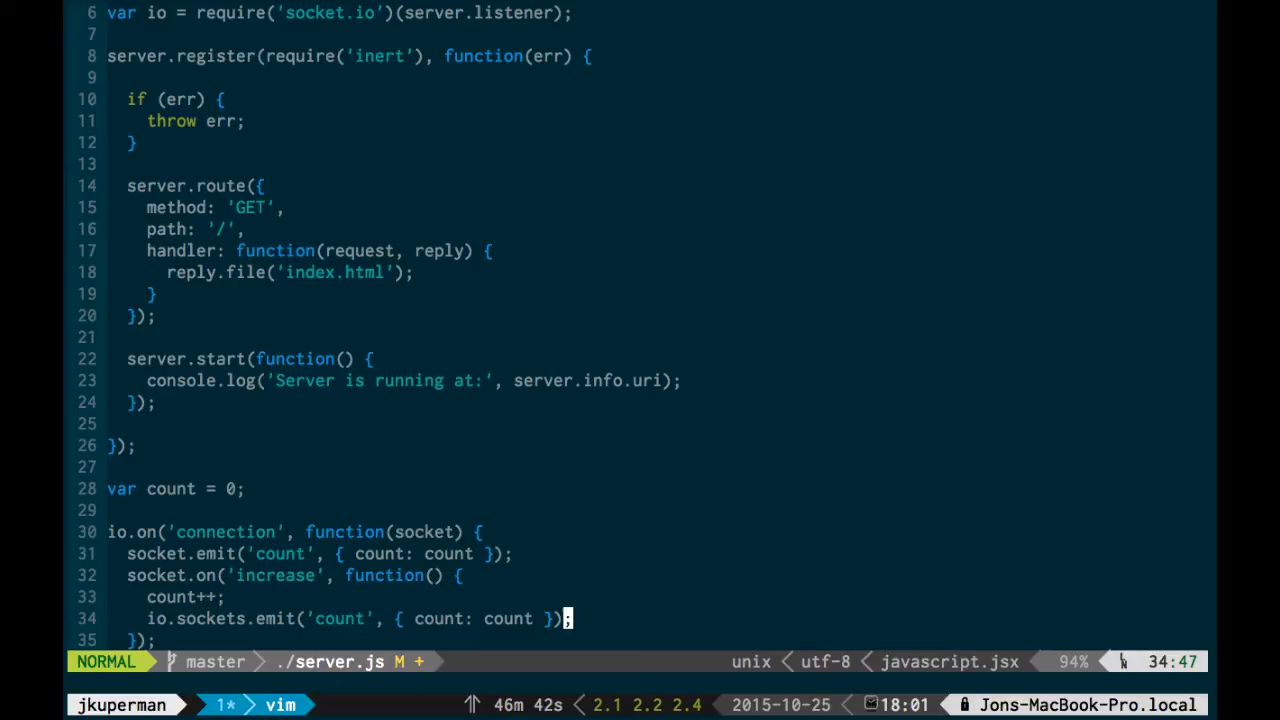 6 var io = require('socket.io')(server.listener);
7
8 server.register(require('inert'), function(err) {
9
10 if (err) {
11 throw err;
12 }
13
14 server.route({
15 method: 'GET',
16 path: '/',
17 handler: function(request, reply) {
18 reply.file('index.html');
19 }
20 });
21
22 server.start(function() {
23 console.log('Server is running at:', server.info.uri);
24 });
25
26 });
27
28 var count = 0;
29
30 io.on('connection', function(socket) {
31 socket.emit('count', { count: count });
32 socket.on('increase', function() {
33 count++;
34 io.sockets.emit('count', { count: count });
35 });
NORMAL master ./server.js M + unix utf-8 javascript.jsx 94% 34:47
jkuperman 1* vim 46m 42s 2.1 2.2 2.4 2015-10-25 18:01 Jons-MacBook-Pro.local